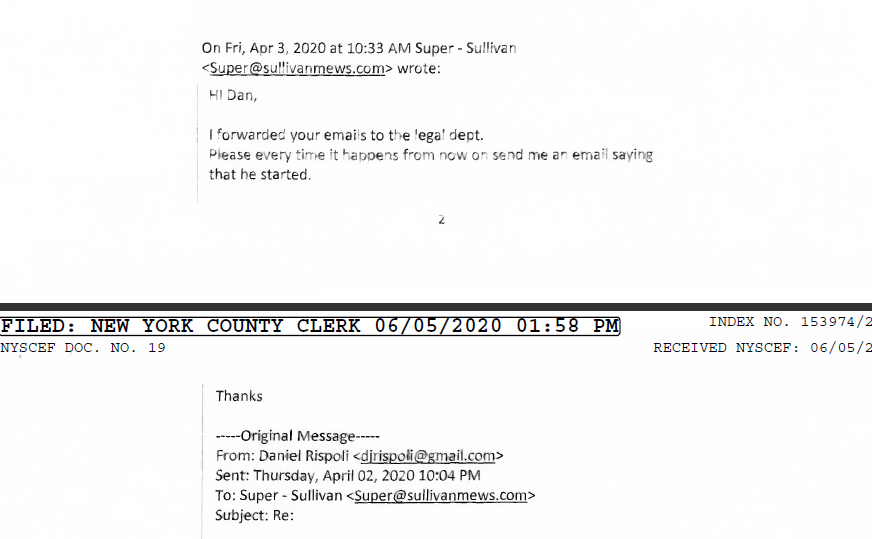 On Fri, Apr 3, 2020 at 10:33 AM Super - Sullivan
<Super@sullivanmews.com> wrote:
HI Dan,
I forwarded your emails to the legal dept.
Please every time it happens from now on send me an email saying
that he started.
2
FILED: NEW YORK COUNTY CLERK 06/05/2020 01:58 PM
INDEX NO. 153974/2
NYSCEF DOC. NO. 19
RECEIVED NYSCEF: 06/05/2
Thanks
-----Original Message-----
From: Daniel Rispoli <djrispoli@gmail.com>
Sent: Thursday, April 02, 2020 10:04 PM
To: Super - Sullivan <Super@sullivanmews.com>
Subject: Re: